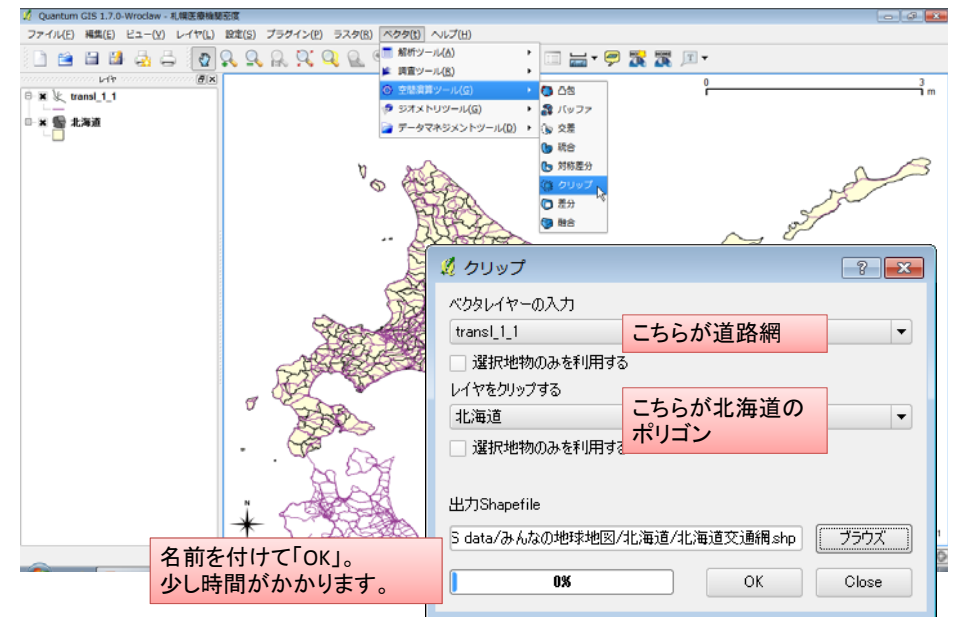 Quantum GIS 1.7.0-Wroclaw - 札幌医療機関密度
ファイル(F) 編集(E) ビュー(V) レイヤ(L) 設定(S) プラグイン(P) ラスタ(R) ベクタ(t) ヘルプ(H)
レイヤ
transl_1_1
北海道
解析ツール(A)
調査ツール(R)
空間演算ツール(G)
ジオメトリツール(G)
データマネジメントツール(D)
凸包
バッファ
交差
統合
対称差分
クリップ
差分
融合
0 3
m
N
クリップ
ベクタレイヤーの入力
transl_1_1
こちらが道路網
選択地物のみを利用する
レイヤをクリップする
北海道
こちらが北海道の
ポリゴン
選択地物のみを利用する
出力Shapefile
S data/みんなの地球地図/北海道/北海道交通網.shp
ブラウズ
0%
OK
Close
名前を付けて「OK」。
少し時間がかかります。